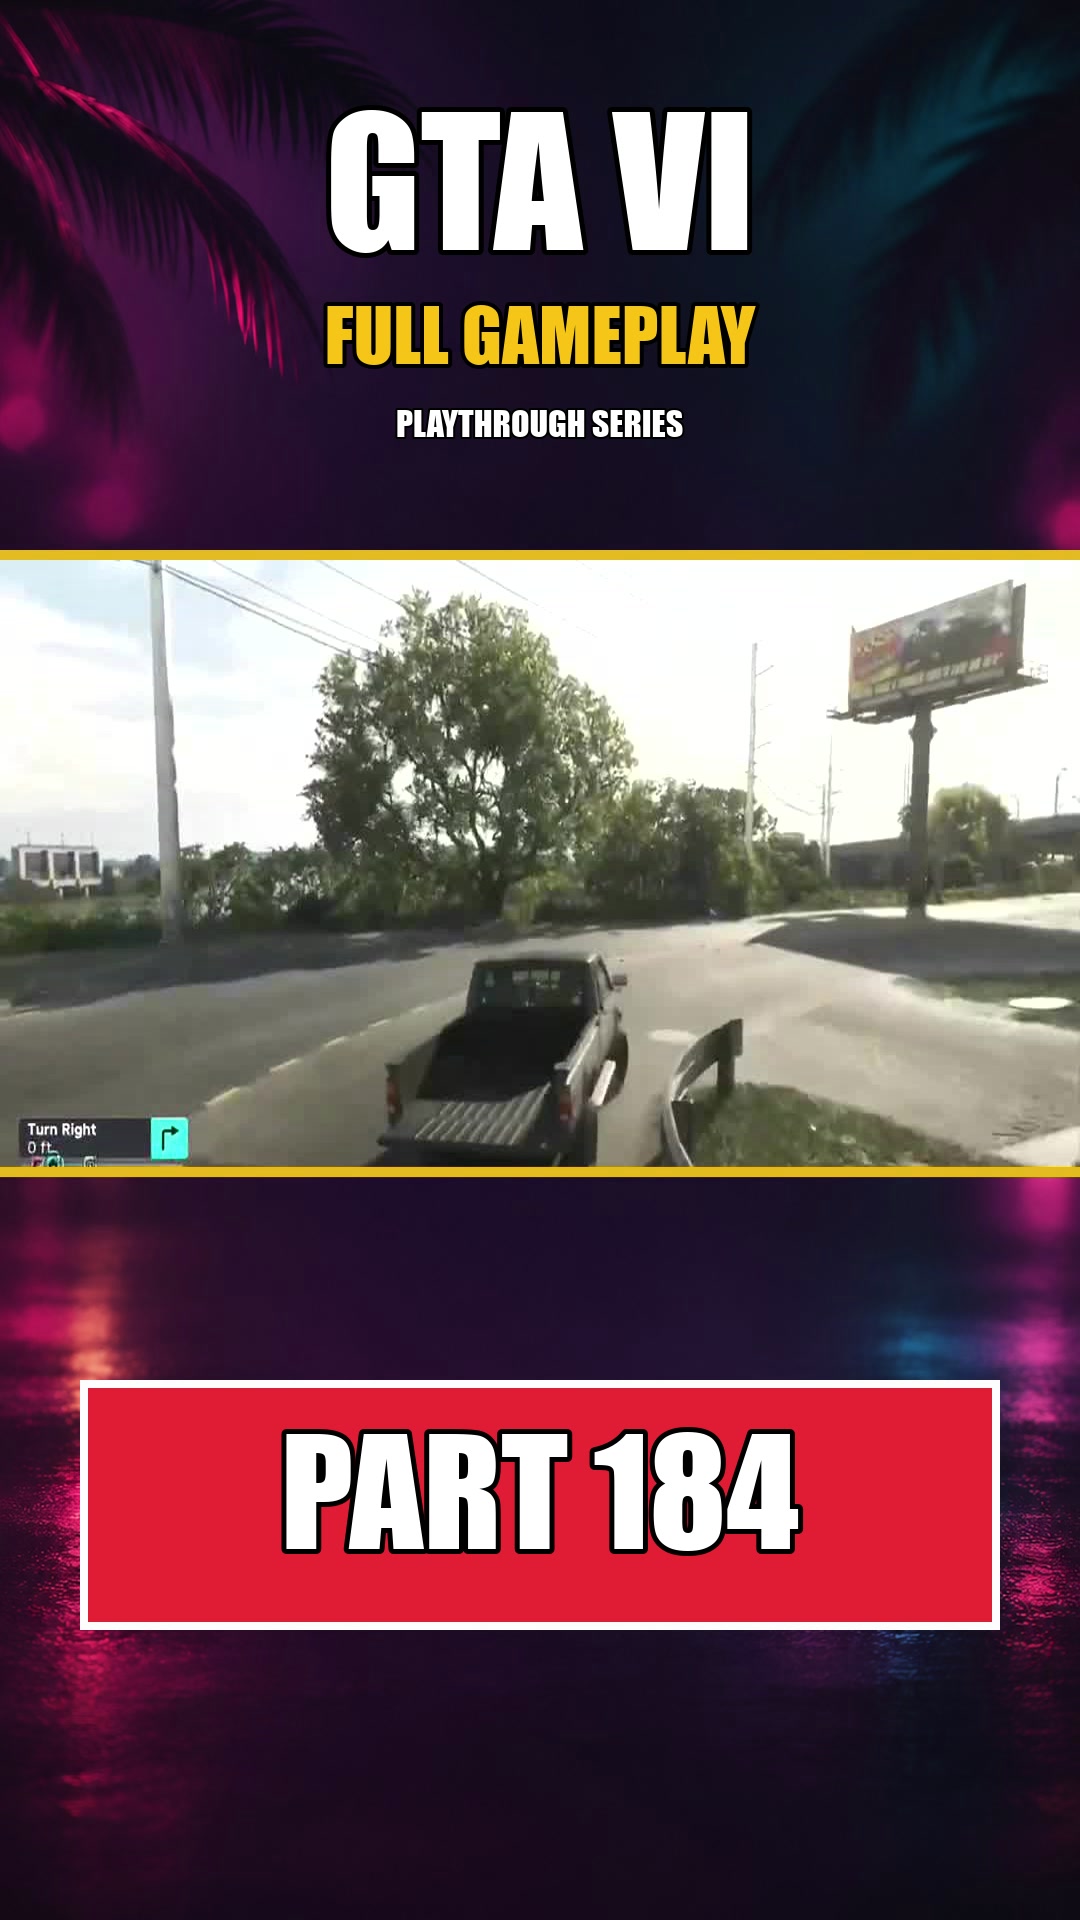 GTA VI
FULL GAMEPLAY
PLAYTHROUGH SERIES
Turn Right
0 ft
PART 184